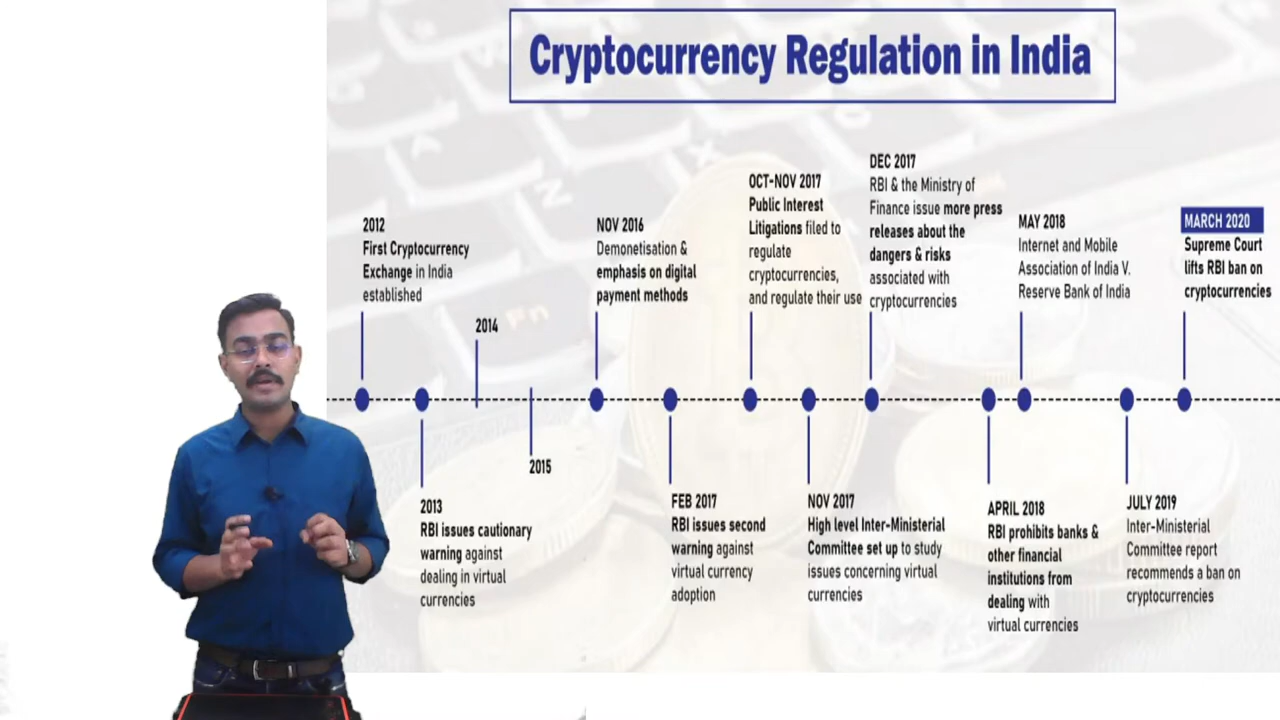 Cryptocurrency Regulation in India
2012
First Cryptocurrency
Exchange in India
established
2013
RBI issues cautionary
warning against
dealing in virtual
currencies
2014
2015
NOV 2016
Demonetisation &
emphasis on digital
payment methods
FEB 2017
RBI issues second
warning against
virtual currency
adoption
OCT-NOV 2017
Public Interest
Litigations filed to
regulate
cryptocurrencies,
and regulate their use
NOV 2017
High level Inter-Ministerial
Committee set up to study
issues concerning virtual
currencies
DEC 2017
RBI & the Ministry of
Finance issue more press
releases about the
dangers & risks
associated with
cryptocurrencies
APRIL 2018
RBI prohibits banks &
other financial
institutions from
dealing with
virtual currencies
MAY 2018
Internet and Mobile
Association of India V.
Reserve Bank of India
JULY 2019
Inter-Ministerial
Committee report
recommends a ban on
cryptocurrencies
MARCH 2020
Supreme Court
lifts RBI ban on
cryptocurrencies